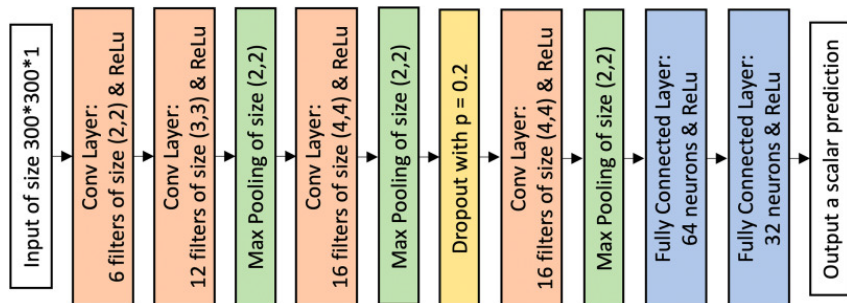 Input of size 300*300*1
Conv Layer:
6 filters of size (2,2) & ReLu
Conv Layer:
12 filters of size (3,3) & ReLu
Max Pooling of size (2,2)
Conv Layer:
16 filters of size (4,4) & ReLu
Max Pooling of size (2,2)
Dropout with p = 0.2
Conv Layer:
16 filters of size (4,4) & ReLu
Max Pooling of size (2,2)
Fully Connected Layer:
64 neurons & ReLu
Fully Connected Layer:
32 neurons & ReLu
Output a scalar prediction